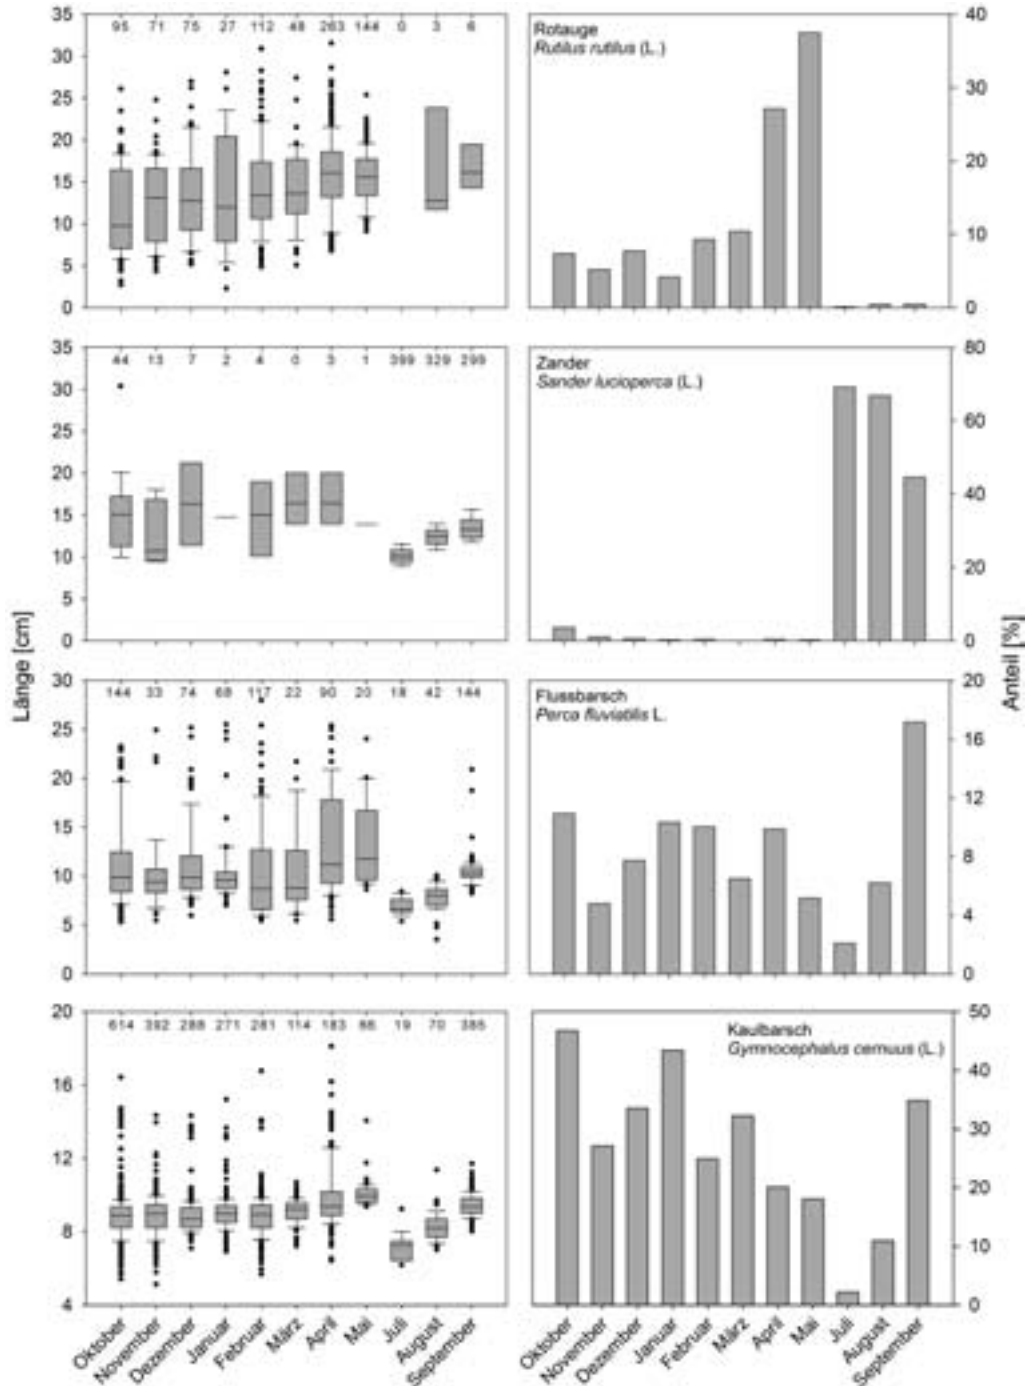 35 30 25 20 15 10 5 0
95 71 75 27 112 48 263 144 0 3 6
Rotauge
Rutilus rutilus (L.)
40 30 20 10 0
35 30 25 20 15 10 5 0
44 13 7 2 4 0 3 1 399 329 299
Zander
Sander lucioperca (L.)
80 60 40 20 0
Länge [cm]
Anteil [%]
30 25 20 15 10 5 0
144 33 74 68 117 22 90 20 18 42 144
Flussbarsch
Perca fluviatilis L.
20 16 12 8 4 0
20 16 12 8 4
614 392 288 271 281 114 183 66 19 70 385
Kaulbarsch
Gymnocephalus cernuus (L.)
50 40 30 20 10 0
Oktober November Dezember Januar Februar März April Mai Juli August September
Oktober November Dezember Januar Februar März April Mai Juli August September